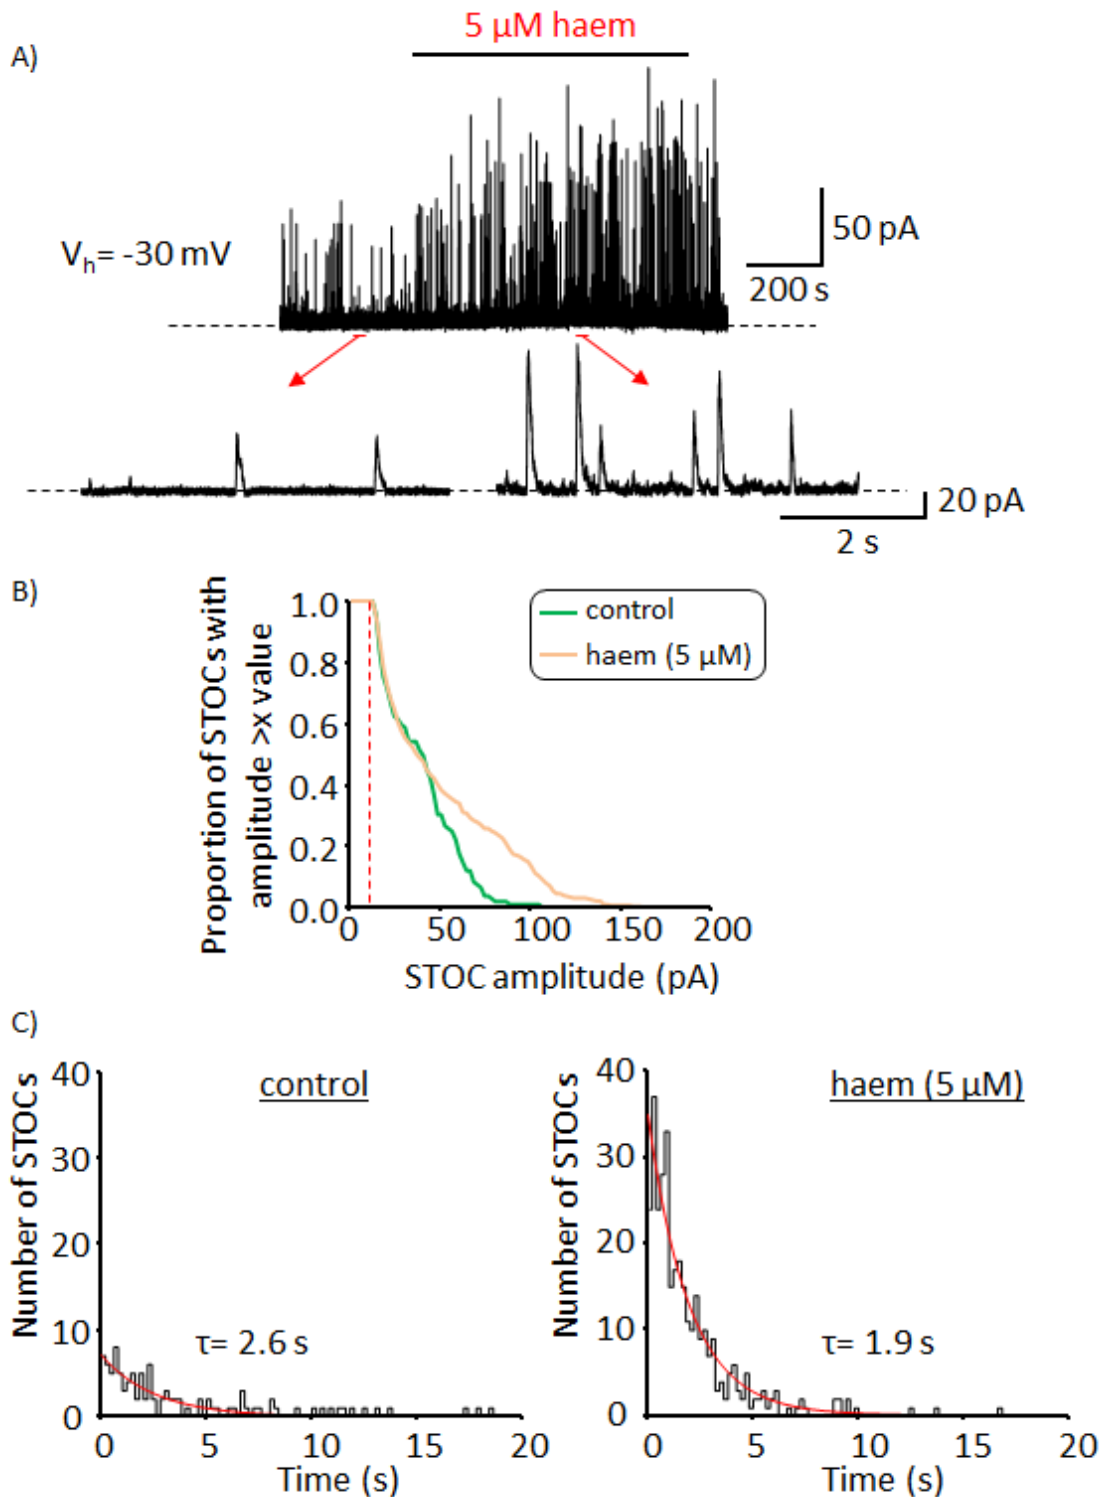 5 µM haem
A)
50 pA
Vh= -30 mV
200 s
20 pA
2 s
B)
Proportion of STOCs with
amplitude >x value
1.0
0.8
0.6
0.4
0.2
0.0
control
haem (5 µM)
0 50 100 150 200
STOC amplitude (pA)
C)
Number of STOCs
40
30
20
10
0
control
τ= 2.6 s
0 5 10 15 20
Time (s)
Number of STOCs
40
30
20
10
0
haem (5 µM)
τ= 1.9 s
0 5 10 15 20
Time (s)